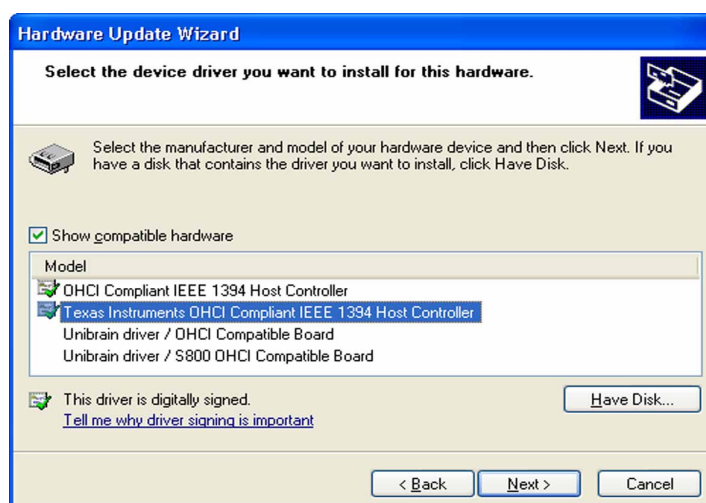 Hardware Update Wizard
Select the device driver you want to install for this hardware.
Select the manufacturer and model of your hardware device and then click Next. If you
have a disk that contains the driver you want to install, click Have Disk.
Show compatible hardware
Model
OHCI Compliant IEEE 1394 Host Controller
Texas Instruments OHCI Compliant IEEE 1394 Host Controller
Unibrain driver / OHCI Compatible Board
Unibrain driver / S800 OHCI Compatible Board
This driver is digitally signed.
Have Disk...
Tell me why driver signing is important
< Back Next > Cancel